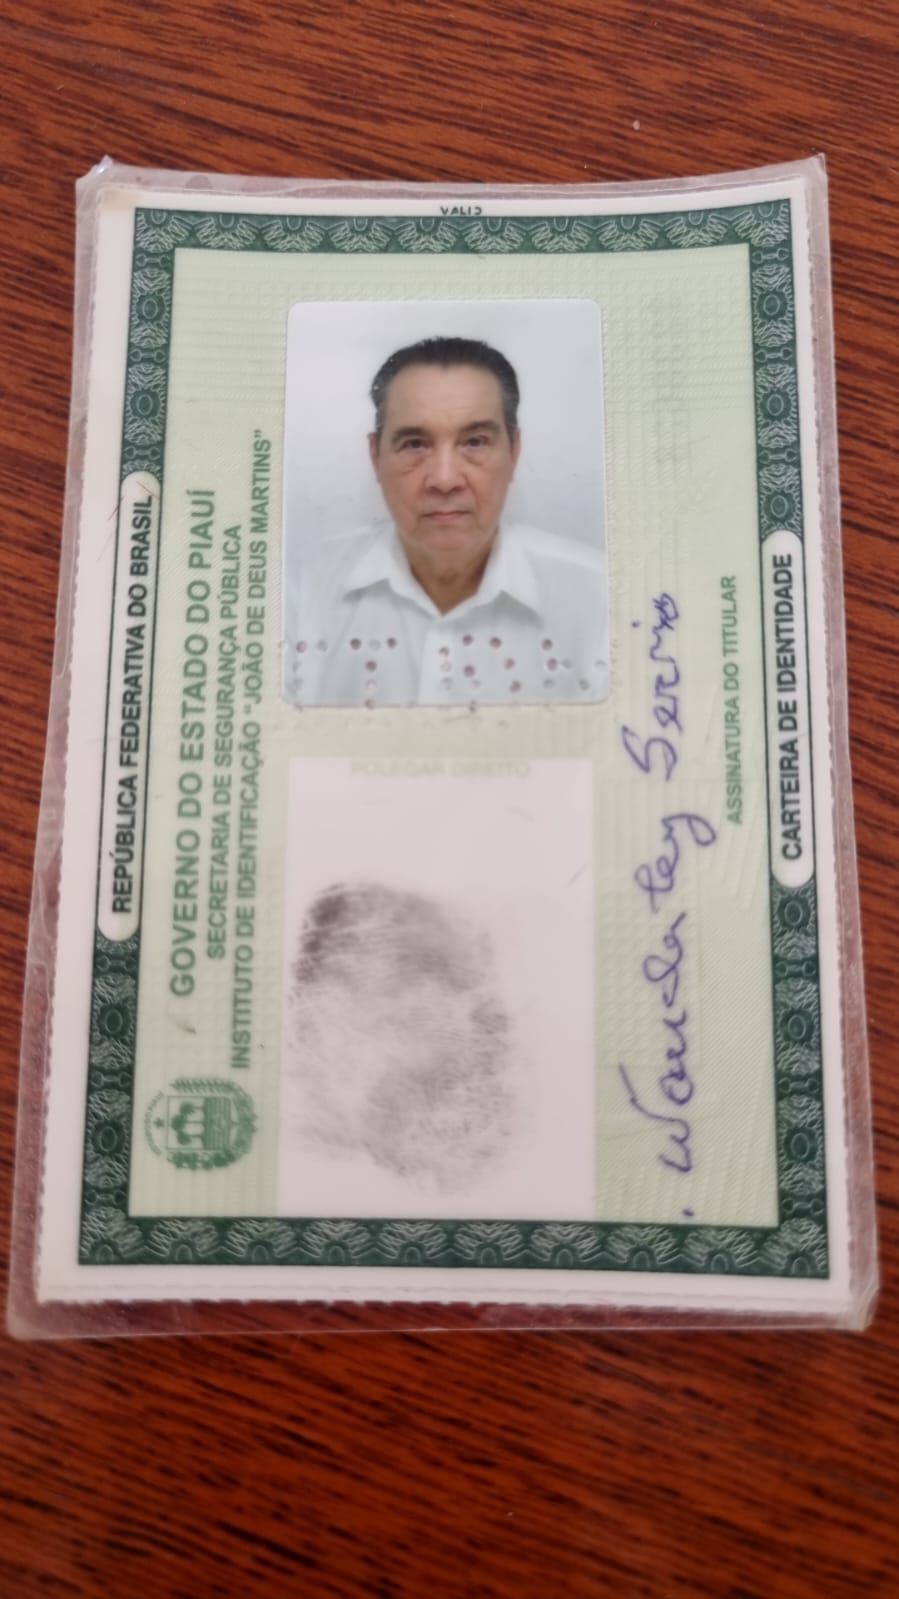 VALID
REPÚBLICA FEDERATIVA DO BRASIL
GOVERNO DO ESTADO DO PIAUÍ
SECRETARIA DE SEGURANÇA PÚBLICA
INSTITUTO DE IDENTIFICAÇÃO "JOÃO DE DEUS MARTINS"
POLEGAR DIREITO
Wanderley
ASSINATURA DO TITULAR
CARTEIRA DE IDENTIDADE